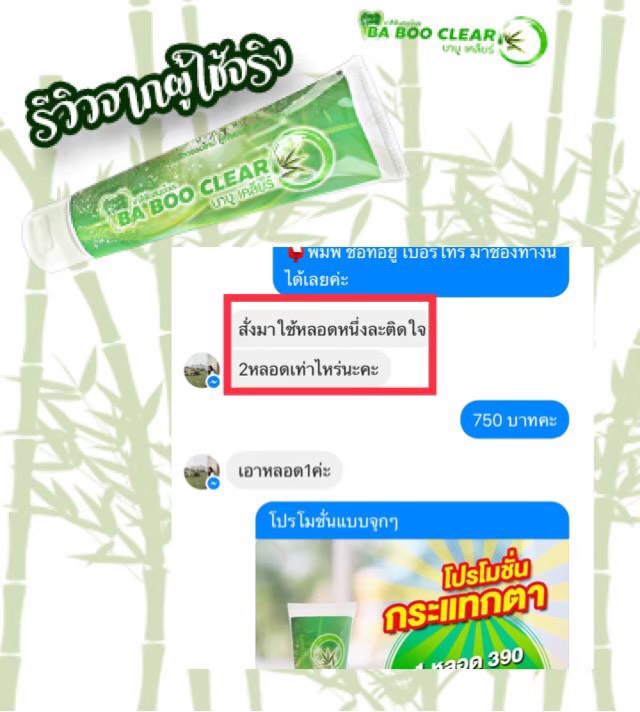 BA BOO CLEAR
บาบู เคลียร์
รีวิวจากผู้ใช้จริง
BA BOO CLEAR
บาบู เคลียร์
ได้เลยค่ะ
สั่งมาใช้หลอดหนึ่งละติดใจ
2หลอดเท่าไหร่นะคะ
750 บาทคะ
เอาหลอด1ค่ะ
โปรโมชั่นแบบจุกๆ
โปรโมชั่น
กระแทกตา
1 หลอด 390